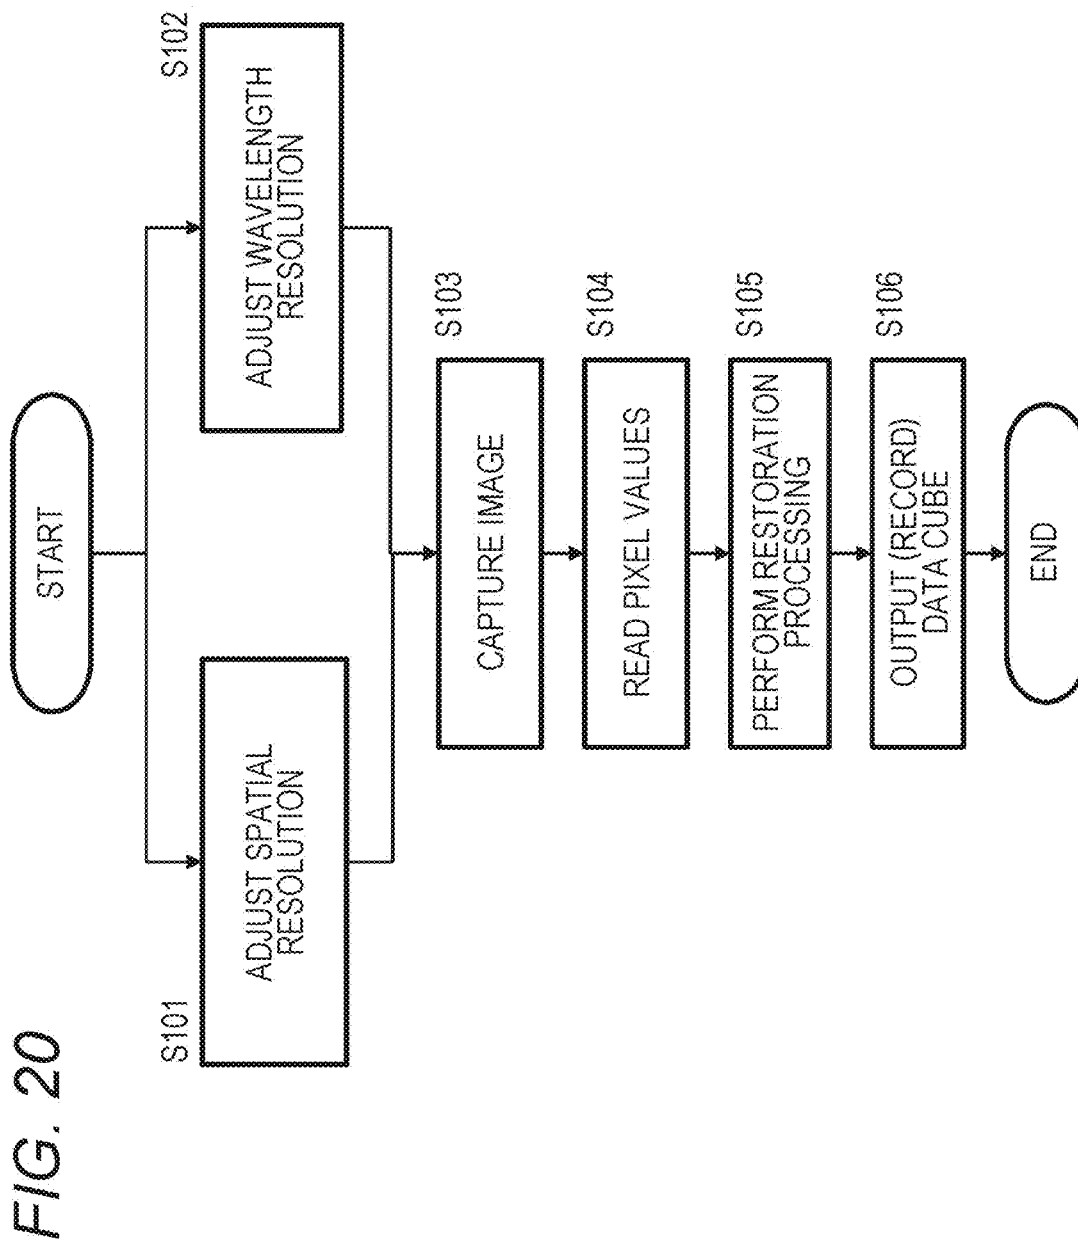 FIG. 20
START
S101
ADJUST SPATIAL
RESOLUTION
S102
ADJUST WAVELENGTH
RESOLUTION
S103
CAPTURE IMAGE
S104
READ PIXEL VALUES
S105
PERFORM RESTORATION
PROCESSING
S106
OUTPUT (RECORD)
DATA CUBE
END